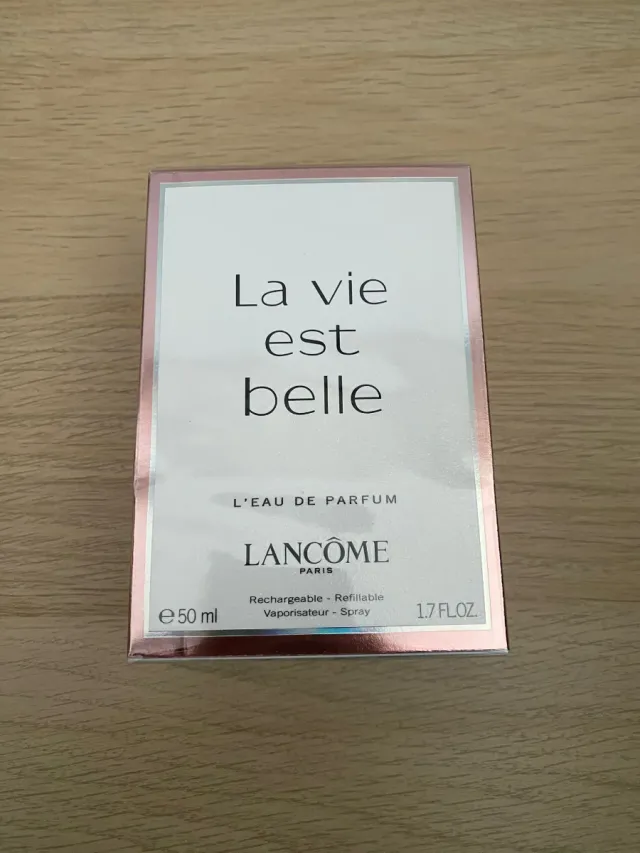 La vie
est
belle
L'EAU DE PARFUM
LANCÔME
PARIS
Rechargeable - Refillable
Vaporisateur - Spray
℮50 ml
1.7 FL.OZ.